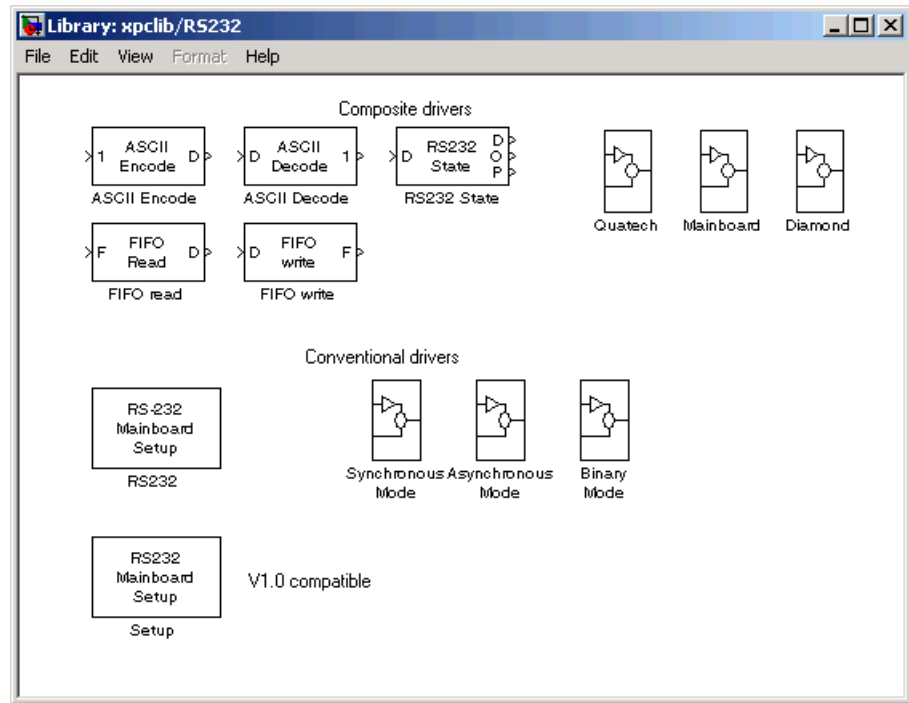 Library: xpclib/RS232
File Edit View Format Help
Composite drivers
1 ASCII Encode D
ASCII Encode
D ASCII Decode 1
ASCII Decode
D RS232 State D O P
RS232 State
Quatech
Mainboard
Diamond
F FIFO Read D
FIFO read
D FIFO write F
FIFO write
Conventional drivers
RS-232
Mainboard
Setup
RS232
Synchronous
Mode
Asynchronous
Mode
Binary
Mode
RS232
Mainboard
Setup
Setup
V1.0 compatible